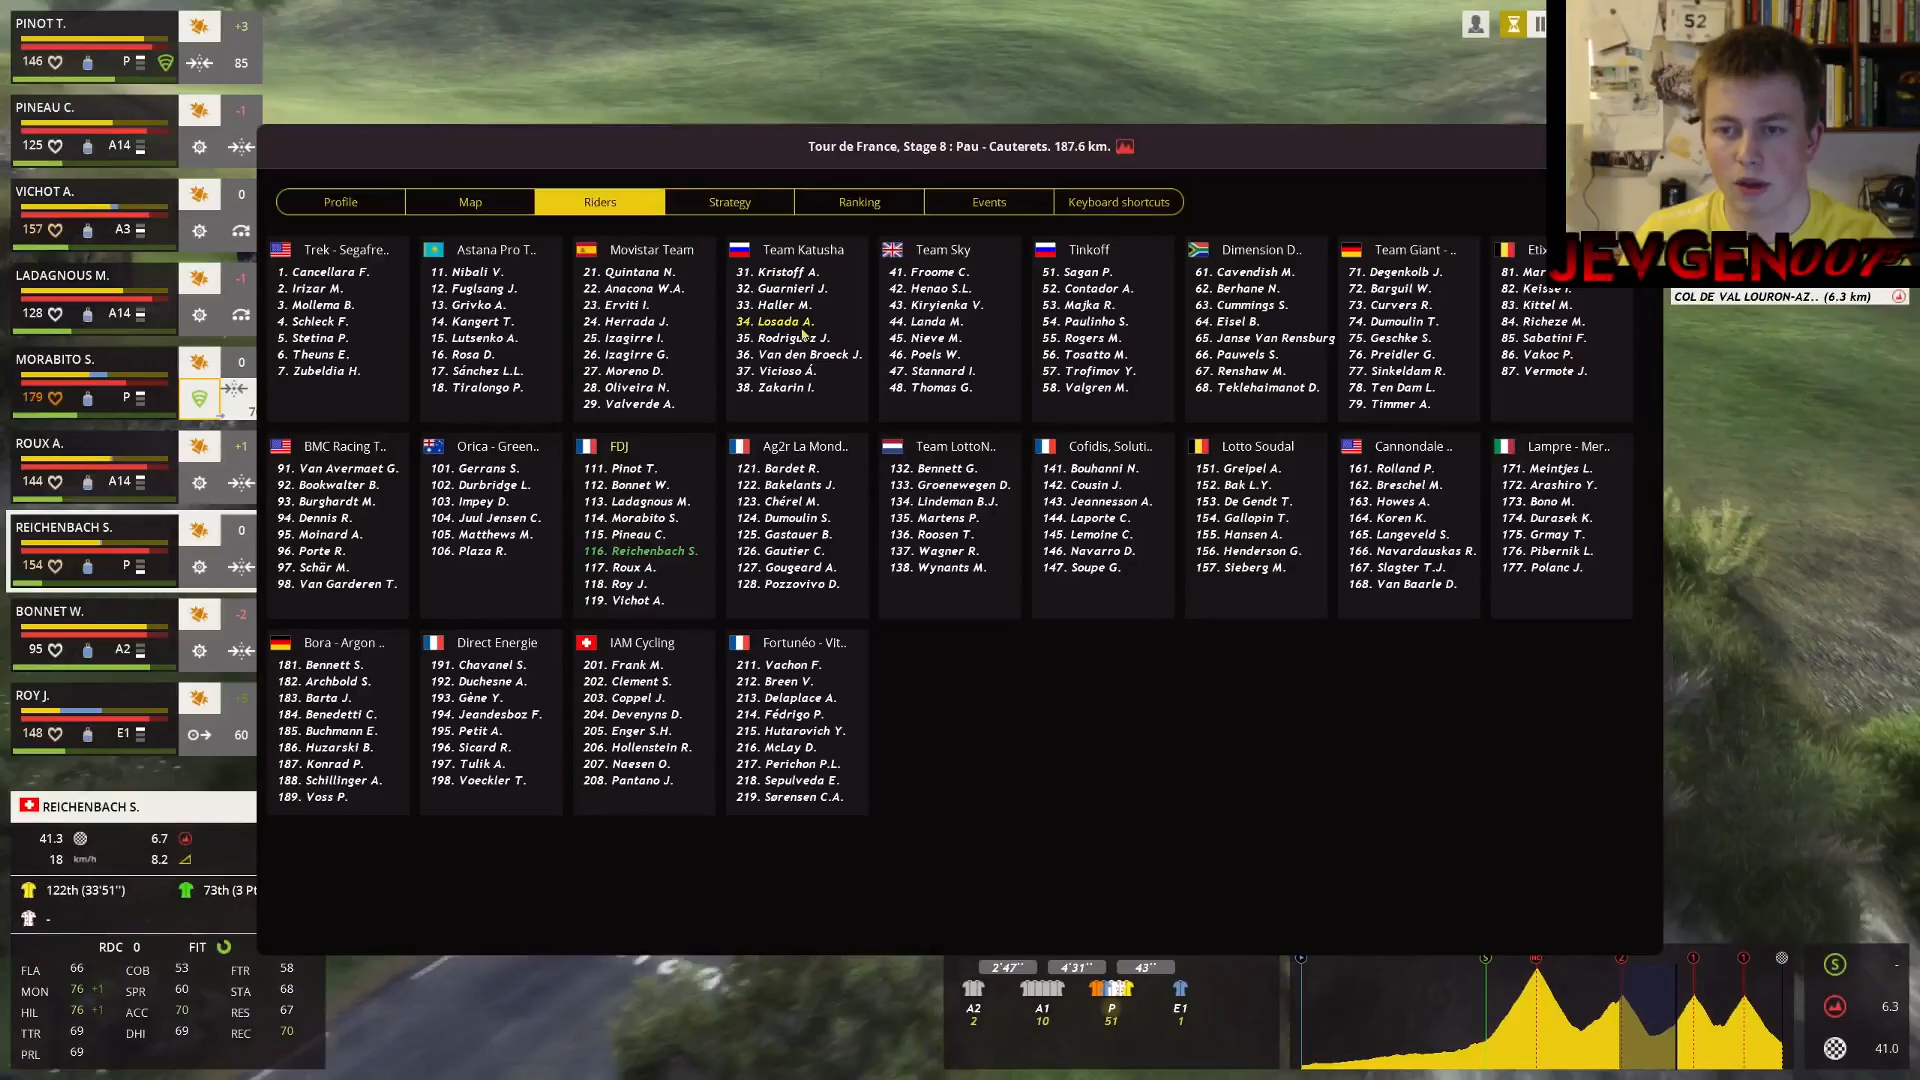 PINOT T.
+3
146 P 85
PINEAU C.
-1
125 A14
VICHOT A.
0
157 A3
LADAGNOUS M.
-1
128 A14
MORABITO S.
0
179 P
ROUX A.
+1
144 A14
REICHENBACH S.
0
154 P
BONNET W.
-2
95 A2
ROY J.
+5
148 E1 60
Tour de France, Stage 8 : Pau - Cauterets. 187.6 km.
Profile Map Riders Strategy Ranking Events Keyboard shortcuts
Trek - Segafre..
1. Cancellara F.
2. Irizar M.
3. Mollema B.
4. Schleck F.
5. Stetina P.
6. Theuns E.
7. Zubeldia H.
Astana Pro T..
11. Nibali V.
12. Fuglsang J.
13. Grivko A.
14. Kangert T.
15. Lutsenko A.
16. Rosa D.
17. Sánchez L.L.
18. Tiralongo P.
Movistar Team
21. Quintana N.
22. Anacona W.A.
23. Erviti I.
24. Herrada J.
25. Izagirre I.
26. Izagirre G.
27. Moreno D.
28. Oliveira N.
29. Valverde A.
Team Katusha
31. Kristoff A.
32. Guarnieri J.
33. Haller M.
34. Losada A.
35. Rodriguez J.
36. Van den Broeck J.
37. Vicioso Á.
38. Zakarin I.
Team Sky
41. Froome C.
42. Henao S.L.
43. Kiryienka V.
44. Landa M.
45. Nieve M.
46. Poels W.
47. Stannard I.
48. Thomas G.
Tinkoff
51. Sagan P.
52. Contador A.
53. Majka R.
54. Paulinho S.
55. Rogers M.
56. Tosatto M.
57. Trofimov Y.
58. Valgren M.
Dimension D..
61. Cavendish M.
62. Berhane N.
63. Cummings S.
64. Eisel B.
65. Janse Van Rensburg
66. Pauwels S.
67. Renshaw M.
68. Teklehaimanot D.
Team Giant - ..
71. Degenkolb J.
72. Barguil W.
73. Curvers R.
74. Dumoulin T.
75. Geschke S.
76. Preidler G.
77. Sinkeldam R.
78. Ten Dam L.
79. Timmer A.
Etix
81. Mar
82. Keisse I.
83. Kittel M.
84. Richeze M.
85. Sabatini F.
86. Vakoc P.
87. Vermote J.
BMC Racing T..
91. Van Avermaet G.
92. Bookwalter B.
93. Burghardt M.
94. Dennis R.
95. Moinard A.
96. Porte R.
97. Schär M.
98. Van Garderen T.
Orica - Green..
101. Gerrans S.
102. Durbridge L.
103. Impey D.
104. Juul Jensen C.
105. Matthews M.
106. Plaza R.
FDJ
111. Pinot T.
112. Bonnet W.
113. Ladagnous M.
114. Morabito S.
115. Pineau C.
116. Reichenbach S.
117. Roux A.
118. Roy J.
119. Vichot A.
Ag2r La Mond..
121. Bardet R.
122. Bakelants J.
123. Chérel M.
124. Dumoulin S.
125. Gastauer B.
126. Gautier C.
127. Gougeard A.
128. Pozzovivo D.
Team LottoN..
132. Bennett G.
133. Groenewegen D.
134. Lindeman B.J.
135. Martens P.
136. Roosen T.
137. Wagner R.
138. Wynants M.
Cofidis, Soluti..
141. Bouhanni N.
142. Cousin J.
143. Jeannesson A.
144. Laporte C.
145. Lemoine C.
146. Navarro D.
147. Soupe G.
Lotto Soudal
151. Greipel A.
152. Bak L.Y.
153. De Gendt T.
154. Gallopin T.
155. Hansen A.
156. Henderson G.
157. Sieberg M.
Cannondale ..
161. Rolland P.
162. Breschel M.
163. Howes A.
164. Koren K.
165. Langeveld S.
166. Navardauskas R.
167. Slagter T.J.
168. Van Baarle D.
Lampre - Mer..
171. Meintjes L.
172. Arashiro Y.
173. Bono M.
174. Durasek K.
175. Grmay T.
176. Pibernik L.
177. Polanc J.
Bora - Argon ..
181. Bennett S.
182. Archbold S.
183. Barta J.
184. Benedetti C.
185. Buchmann E.
186. Huzarski B.
187. Konrad P.
188. Schillinger A.
189. Voss P.
Direct Energie
191. Chavanel S.
192. Duchesne A.
193. Gène Y.
194. Jeandesboz F.
195. Petit A.
196. Sicard R.
197. Tulik A.
198. Voeckler T.
IAM Cycling
201. Frank M.
202. Clement S.
203. Coppel J.
204. Devenyns D.
205. Enger S.H.
206. Hollenstein R.
207. Naesen O.
208. Pantano J.
Fortunéo - Vit..
211. Vachon F.
212. Breen V.
213. Delaplace A.
214. Fédrigo P.
215. Hutarovich Y.
216. McLay D.
217. Perichon P.L.
218. Sepulveda E.
219. Sørensen C.A.
52
JEVGEN007
COL DE VAL LOURON-AZ.. (6.3 km)
REICHENBACH S.
41.3 6.7
18 km/h 8.2
122th (33'51'') 73th (3 Pt
-
RDC 0 FIT
FLA 66 COB 53 FTR 58
MON 76 +1 SPR 60 STA 68
HIL 76 +1 ACC 70 RES 67
TTR 69 DHI 69 REC 70
PRL 69
2'47'' 4'31'' 43''
A2 A1 P E1
2 10 51 1
S HC 2 1 1
S -
6.3
41.0